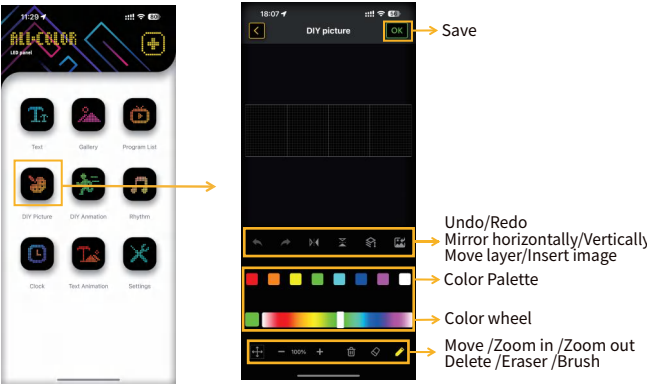 11:29
80
ALL-COLOR
LED panel
Text
Gallery
Program List
DIY Picture
DIY Anmation
Rhythm
Clock
Text Animation
Settings
18:07
DIY picture
OK
100%
Save
Undo/Redo
Mirror horizontally/Vertically
Move layer/Insert image
Color Palette
Color wheel
Move /Zoom in /Zoom out
Delete /Eraser /Brush